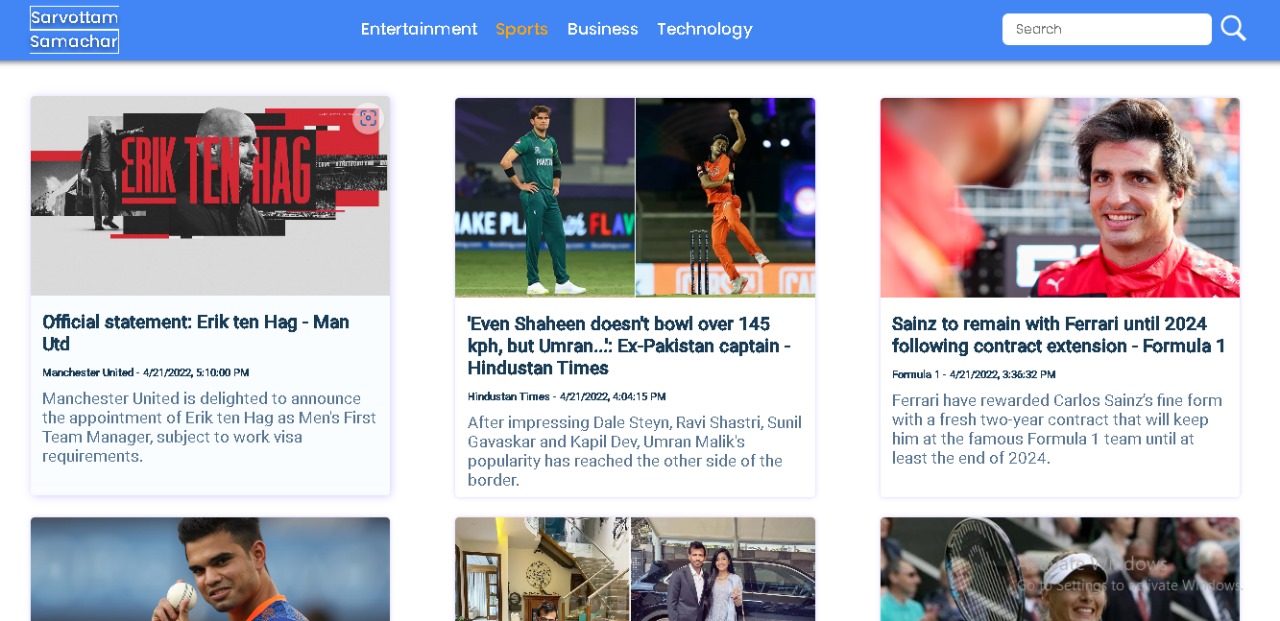 Sarvottam
Samachar
Entertainment Sports Business Technology
Search
ERIK TEN HAG
MAKE PL
FLAV
PAKISTAN
Official statement: Erik ten Hag - Man
Utd
Manchester United - 4/21/2022, 5:10:00 PM
Manchester United is delighted to announce
the appointment of Erik ten Hag as Men's First
Team Manager, subject to work visa
requirements.
'Even Shaheen doesn't bowl over 145
kph, but Umran...': Ex-Pakistan captain -
Hindustan Times
Hindustan Times - 4/21/2022, 4:04:15 PM
After impressing Dale Steyn, Ravi Shastri, Sunil
Gavaskar and Kapil Dev, Umran Malik's
popularity has reached the other side of the
border.
Sainz to remain with Ferrari until 2024
following contract extension - Formula 1
Formula 1 - 4/21/2022, 3:36:32 PM
Ferrari have rewarded Carlos Sainz's fine form
with a fresh two-year contract that will keep
him at the famous Formula 1 team until at
least the end of 2024.
Activate Windows
Go to Settings to activate Windows.